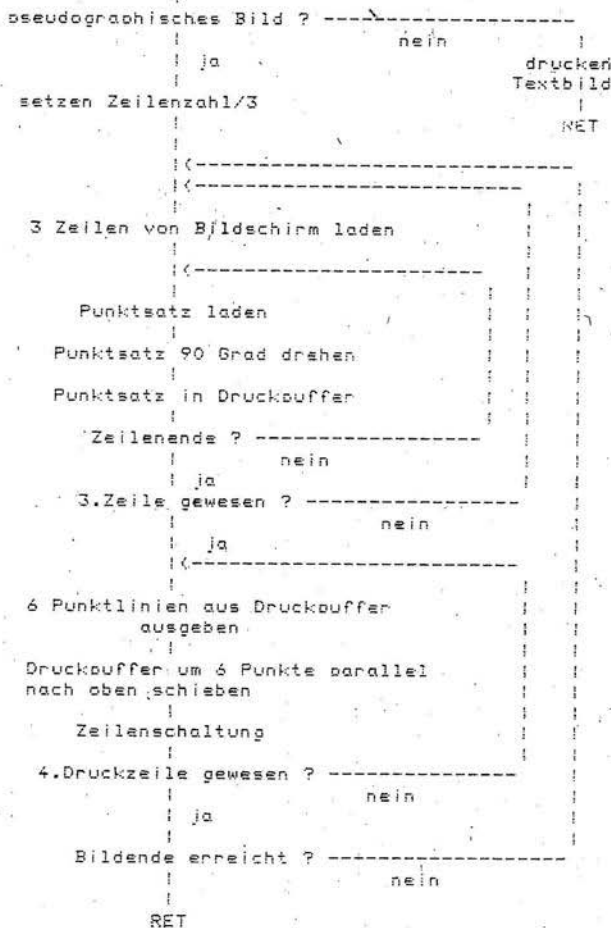 pseudographisches Bild ?
nein
ja
drucken
Textbild
setzen Zeilenzahl/3
RET
3 Zeilen von Bildschirm laden
Punktsatz laden
Punktsatz 90 Grad drehen
Punktsatz in Druckpuffer
Zeilenende ?
nein
ja
3.Zeile gewesen ?
nein
ja
6 Punktlinien aus Druckpuffer
ausgeben
Druckpuffer um 6 Punkte parallel
nach oben schieben
Zeilenschaltung
4.Druckzeile gewesen ?
nein
ja
Bildende erreicht ?
nein
RET